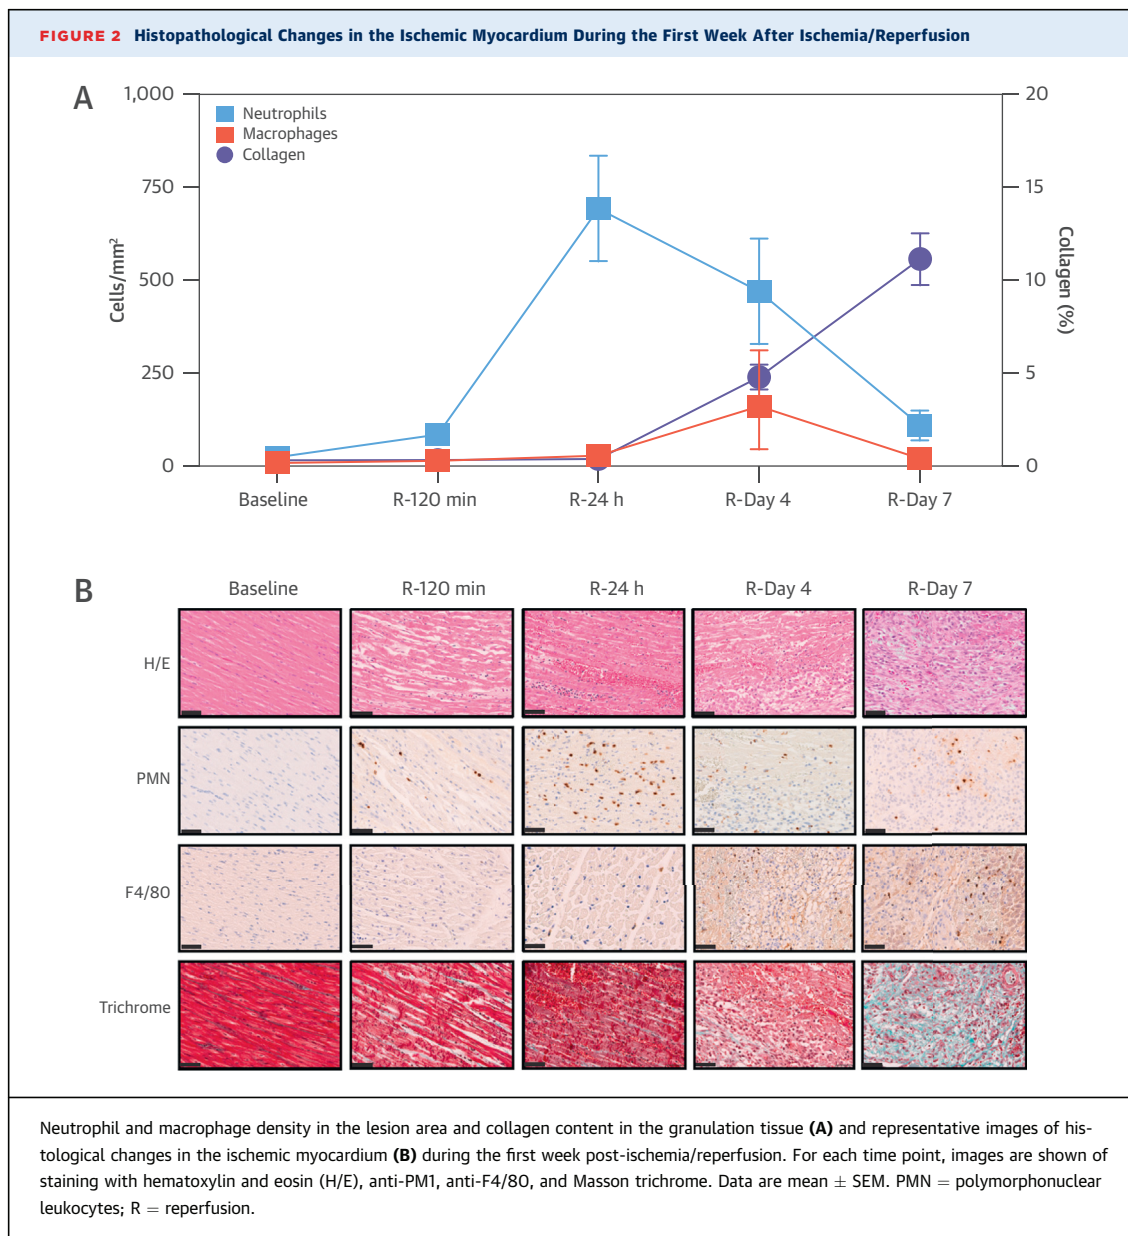 FIGURE 2 Histopathological Changes in the Ischemic Myocardium During the First Week After Ischemia/Reperfusion
A
1,000
750
500
250
0
Cells/mm²
Neutrophils
Macrophages
Collagen
20
15
10
5
0
Collagen (%)
Baseline R-120 min R-24 h R-Day 4 R-Day 7
B
Baseline R-120 min R-24 h R-Day 4 R-Day 7
H/E
PMN
F4/80
Trichrome
Neutrophil and macrophage density in the lesion area and collagen content in the granulation tissue (A) and representative images of his-
tological changes in the ischemic myocardium (B) during the first week post-ischemia/reperfusion. For each time point, images are shown of
staining with hematoxylin and eosin (H/E), anti-PM1, anti-F4/80, and Masson trichrome. Data are mean ± SEM. PMN = polymorphonuclear
leukocytes; R = reperfusion.